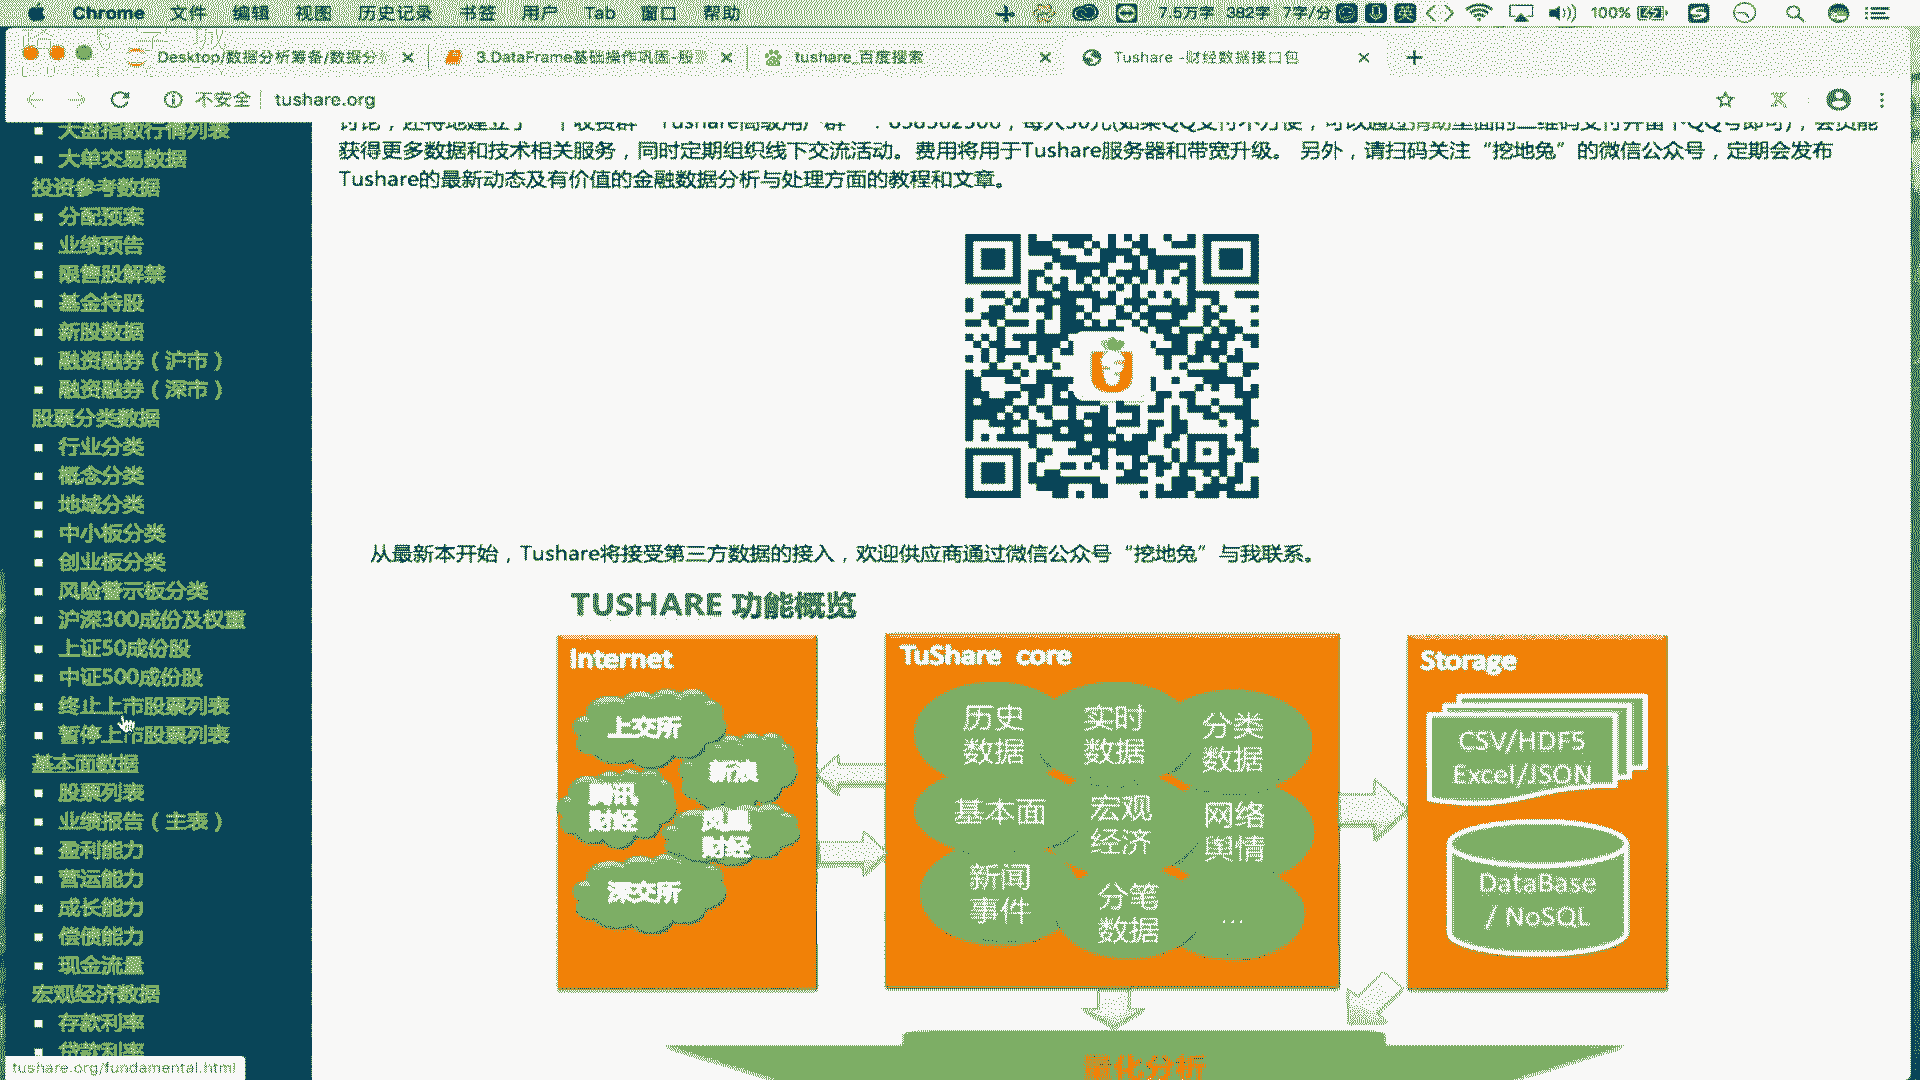 Chrome 文件 编辑 视图 历史记录 书签 用户 Tab 窗口 帮助 7.5万字 382字 7字/分 英 100%
Desktop/数据分析筹备/数据分 3.DataFrame基础操作巩固-股票 tushare_百度搜索 Tushare -财经数据接口包
不安全 tushare.org
大盘指数行情列表
大单交易数据
投资参考数据
分配预案
业绩预告
限售股解禁
基金持股
新股数据
融资融券（沪市）
融资融券（深市）
股票分类数据
行业分类
概念分类
地域分类
中小板分类
创业板分类
风险警示板分类
沪深300成份及权重
上证50成份股
中证500成份股
终止上市股票列表
暂停上市股票列表
基本面数据
股票列表
业绩报告（主表）
盈利能力
营运能力
成长能力
偿债能力
现金流量
宏观经济数据
存款利率
贷款利率
tushare.org/fundamental.html
获得更多数据和技术相关服务，同时定期组织线下交流活动。费用将用于Tushare服务器和带宽升级。 另外，请扫码关注“挖地兔”的微信公众号，定期会发布
Tushare的最新动态及有价值的金融数据分析与处理方面的教程和文章。
从最新本开始，Tushare将接受第三方数据的接入，欢迎供应商通过微信公众号“挖地兔”与我联系。
TUSHARE 功能概览
Internet
上交所
新浪
腾讯
财经
凤凰
财经
深交所
TuShare core
历史
数据
实时
数据
分类
数据
基本面
宏观
经济
网络
舆情
新闻
事件
分笔
数据
...
Storage
CSV/HDF5
Excel/JSON
DataBase
/ NoSQL
量化分析